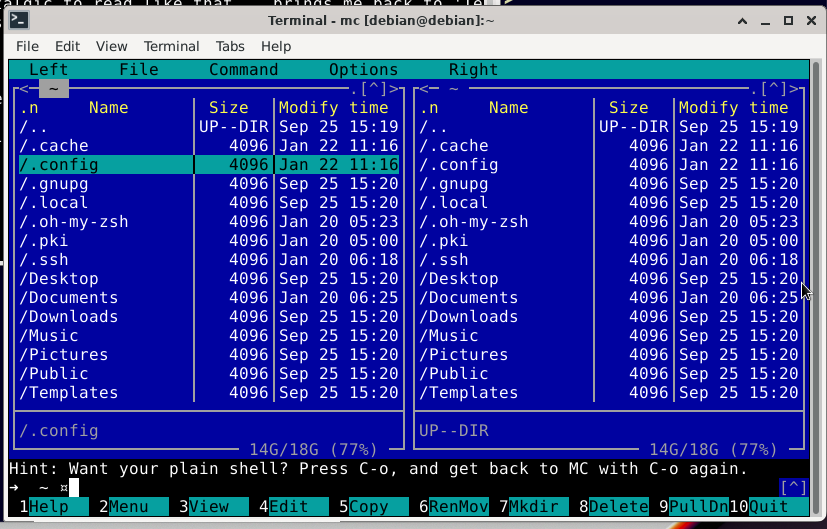 Terminal - mc [debian@debian]:~
File Edit View Terminal Tabs Help
Left File Command Options Right
<─ ~ ─.[^]>┐ ┌<─ ~ ─.[^]>
.n Name │ Size │Modify time .n Name │ Size │Modify time
/.. │UP--DIR│Sep 25 15:19 /.. │UP--DIR│Sep 25 15:19
/.cache │ 4096│Jan 22 11:16 /.cache │ 4096│Jan 22 11:16
/.config │ 4096│Jan 22 11:16 /.config │ 4096│Jan 22 11:16
/.gnupg │ 4096│Sep 25 15:20 /.gnupg │ 4096│Sep 25 15:20
/.local │ 4096│Sep 25 15:20 /.local │ 4096│Sep 25 15:20
/.oh-my-zsh │ 4096│Jan 20 05:23 /.oh-my-zsh │ 4096│Jan 20 05:23
/.pki │ 4096│Jan 20 05:00 /.pki │ 4096│Jan 20 05:00
/.ssh │ 4096│Jan 20 06:18 /.ssh │ 4096│Jan 20 06:18
/Desktop │ 4096│Sep 25 15:20 /Desktop │ 4096│Sep 25 15:20
/Documents │ 4096│Jan 20 06:25 /Documents │ 4096│Jan 20 06:25
/Downloads │ 4096│Sep 25 15:20 /Downloads │ 4096│Sep 25 15:20
/Music │ 4096│Sep 25 15:20 /Music │ 4096│Sep 25 15:20
/Pictures │ 4096│Sep 25 15:20 /Pictures │ 4096│Sep 25 15:20
/Public │ 4096│Sep 25 15:20 /Public │ 4096│Sep 25 15:20
/Templates │ 4096│Sep 25 15:20 /Templates │ 4096│Sep 25 15:20
/.config UP--DIR
14G/18G (77%) 14G/18G (77%)
Hint: Want your plain shell? Press C-o, and get back to MC with C-o again.
➜ ~ ¤ [^]
1Help 2Menu 3View 4Edit 5Copy 6RenMov 7Mkdir 8Delete 9PullDn10Quit